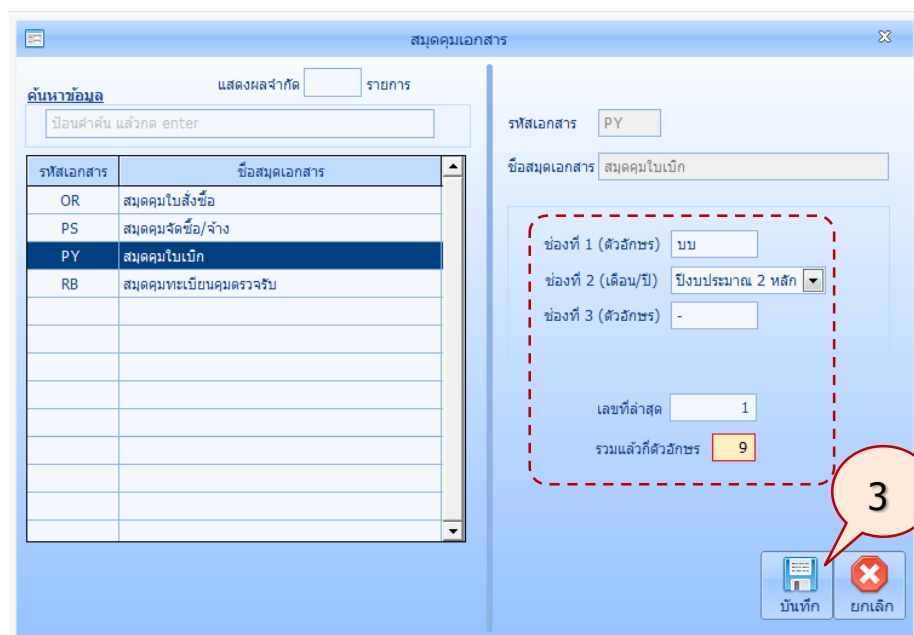 สมุดคุมเอกสาร
แสดงผลจำกัด รายการ
ค้นหาข้อมูล
ป้อนคำค้น แล้วกด enter
รหัสเอกสาร ชื่อสมุดเอกสาร
OR สมุดคุมใบสั่งซื้อ
PS สมุดคุมจัดซื้อ/จ้าง
PY สมุดคุมใบเบิก
RB สมุดคุมทะเบียนคุมตรวจรับ
รหัสเอกสาร PY
ชื่อสมุดเอกสาร สมุดคุมใบเบิก
ช่องที่ 1 (ตัวอักษร) บบ
ช่องที่ 2 (เดือน/ปี) ปีงบประมาณ 2 หลัก
ช่องที่ 3 (ตัวอักษร) -
เลขที่ล่าสุด 1
รวมแล้วกี่ตัวอักษร 9
3
บันทึก ยกเลิก